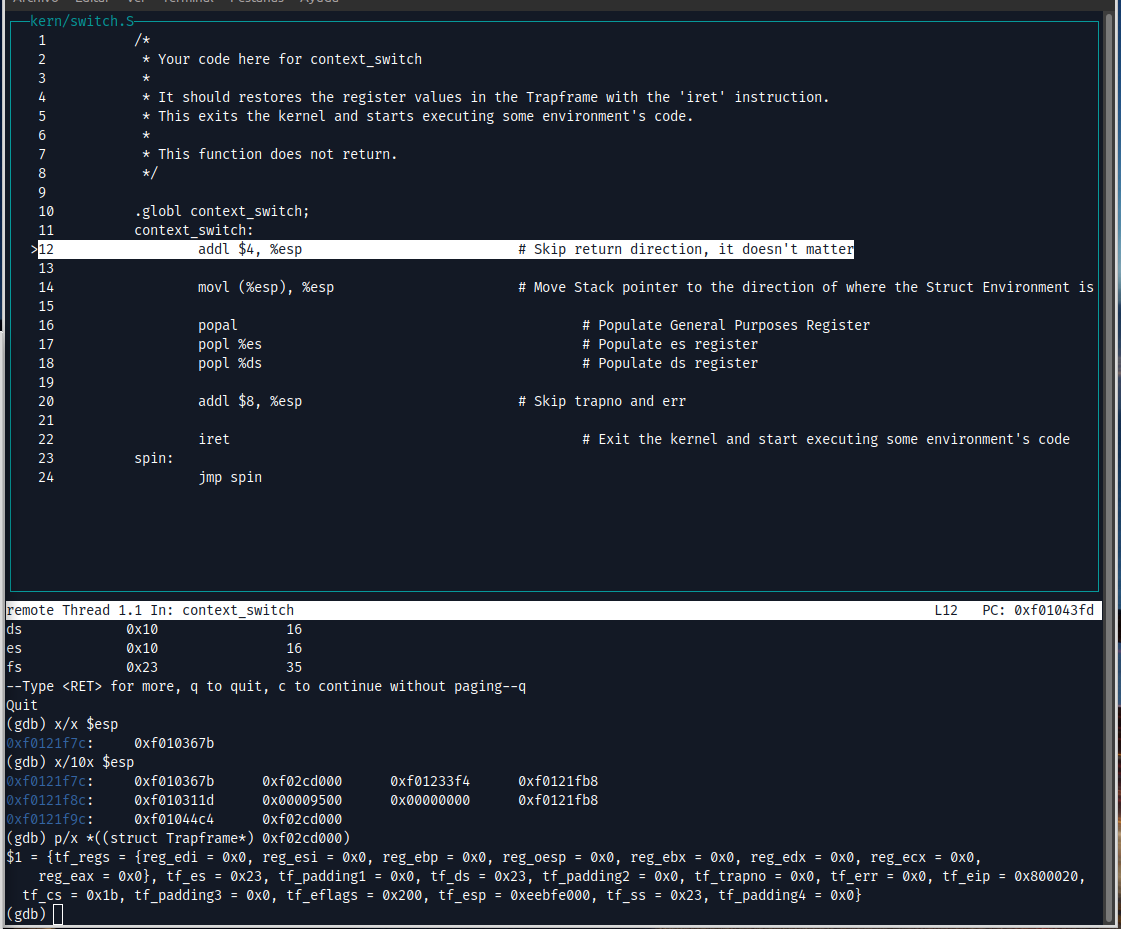 Archivo Editar Ver Terminal Pestañas Ayuda
kern/switch.S
1 /*
2 * Your code here for context_switch
3 *
4 * It should restores the register values in the Trapframe with the 'iret' instruction.
5 * This exits the kernel and starts executing some environment's code.
6 *
7 * This function does not return.
8 */
9
10 .globl context_switch;
11 context_switch:
>12 addl $4, %esp # Skip return direction, it doesn't matter
13
14 movl (%esp), %esp # Move Stack pointer to the direction of where the Struct Environment is
15
16 popal # Populate General Purposes Register
17 popl %es # Populate es register
18 popl %ds # Populate ds register
19
20 addl $8, %esp # Skip trapno and err
21
22 iret # Exit the kernel and start executing some environment's code
23 spin:
24 jmp spin
remote Thread 1.1 In: context_switch L12 PC: 0xf01043fd
ds 0x10 16
es 0x10 16
fs 0x23 35
--Type <RET> for more, q to quit, c to continue without paging--q
Quit
(gdb) x/x $esp
0xf0121f7c: 0xf010367b
(gdb) x/10x $esp
0xf0121f7c: 0xf010367b 0xf02cd000 0xf01233f4 0xf0121fb8
0xf0121f8c: 0xf010311d 0x00009500 0x00000000 0xf0121fb8
0xf0121f9c: 0xf01044c4 0xf02cd000
(gdb) p/x *((struct Trapframe*) 0xf02cd000)
$1 = {tf_regs = {reg_edi = 0x0, reg_esi = 0x0, reg_ebp = 0x0, reg_oesp = 0x0, reg_ebx = 0x0, reg_edx = 0x0, reg_ecx = 0x0,
reg_eax = 0x0}, tf_es = 0x23, tf_padding1 = 0x0, tf_ds = 0x23, tf_padding2 = 0x0, tf_trapno = 0x0, tf_err = 0x0, tf_eip = 0x800020,
tf_cs = 0x1b, tf_padding3 = 0x0, tf_eflags = 0x200, tf_esp = 0xeebfe000, tf_ss = 0x23, tf_padding4 = 0x0}
(gdb)